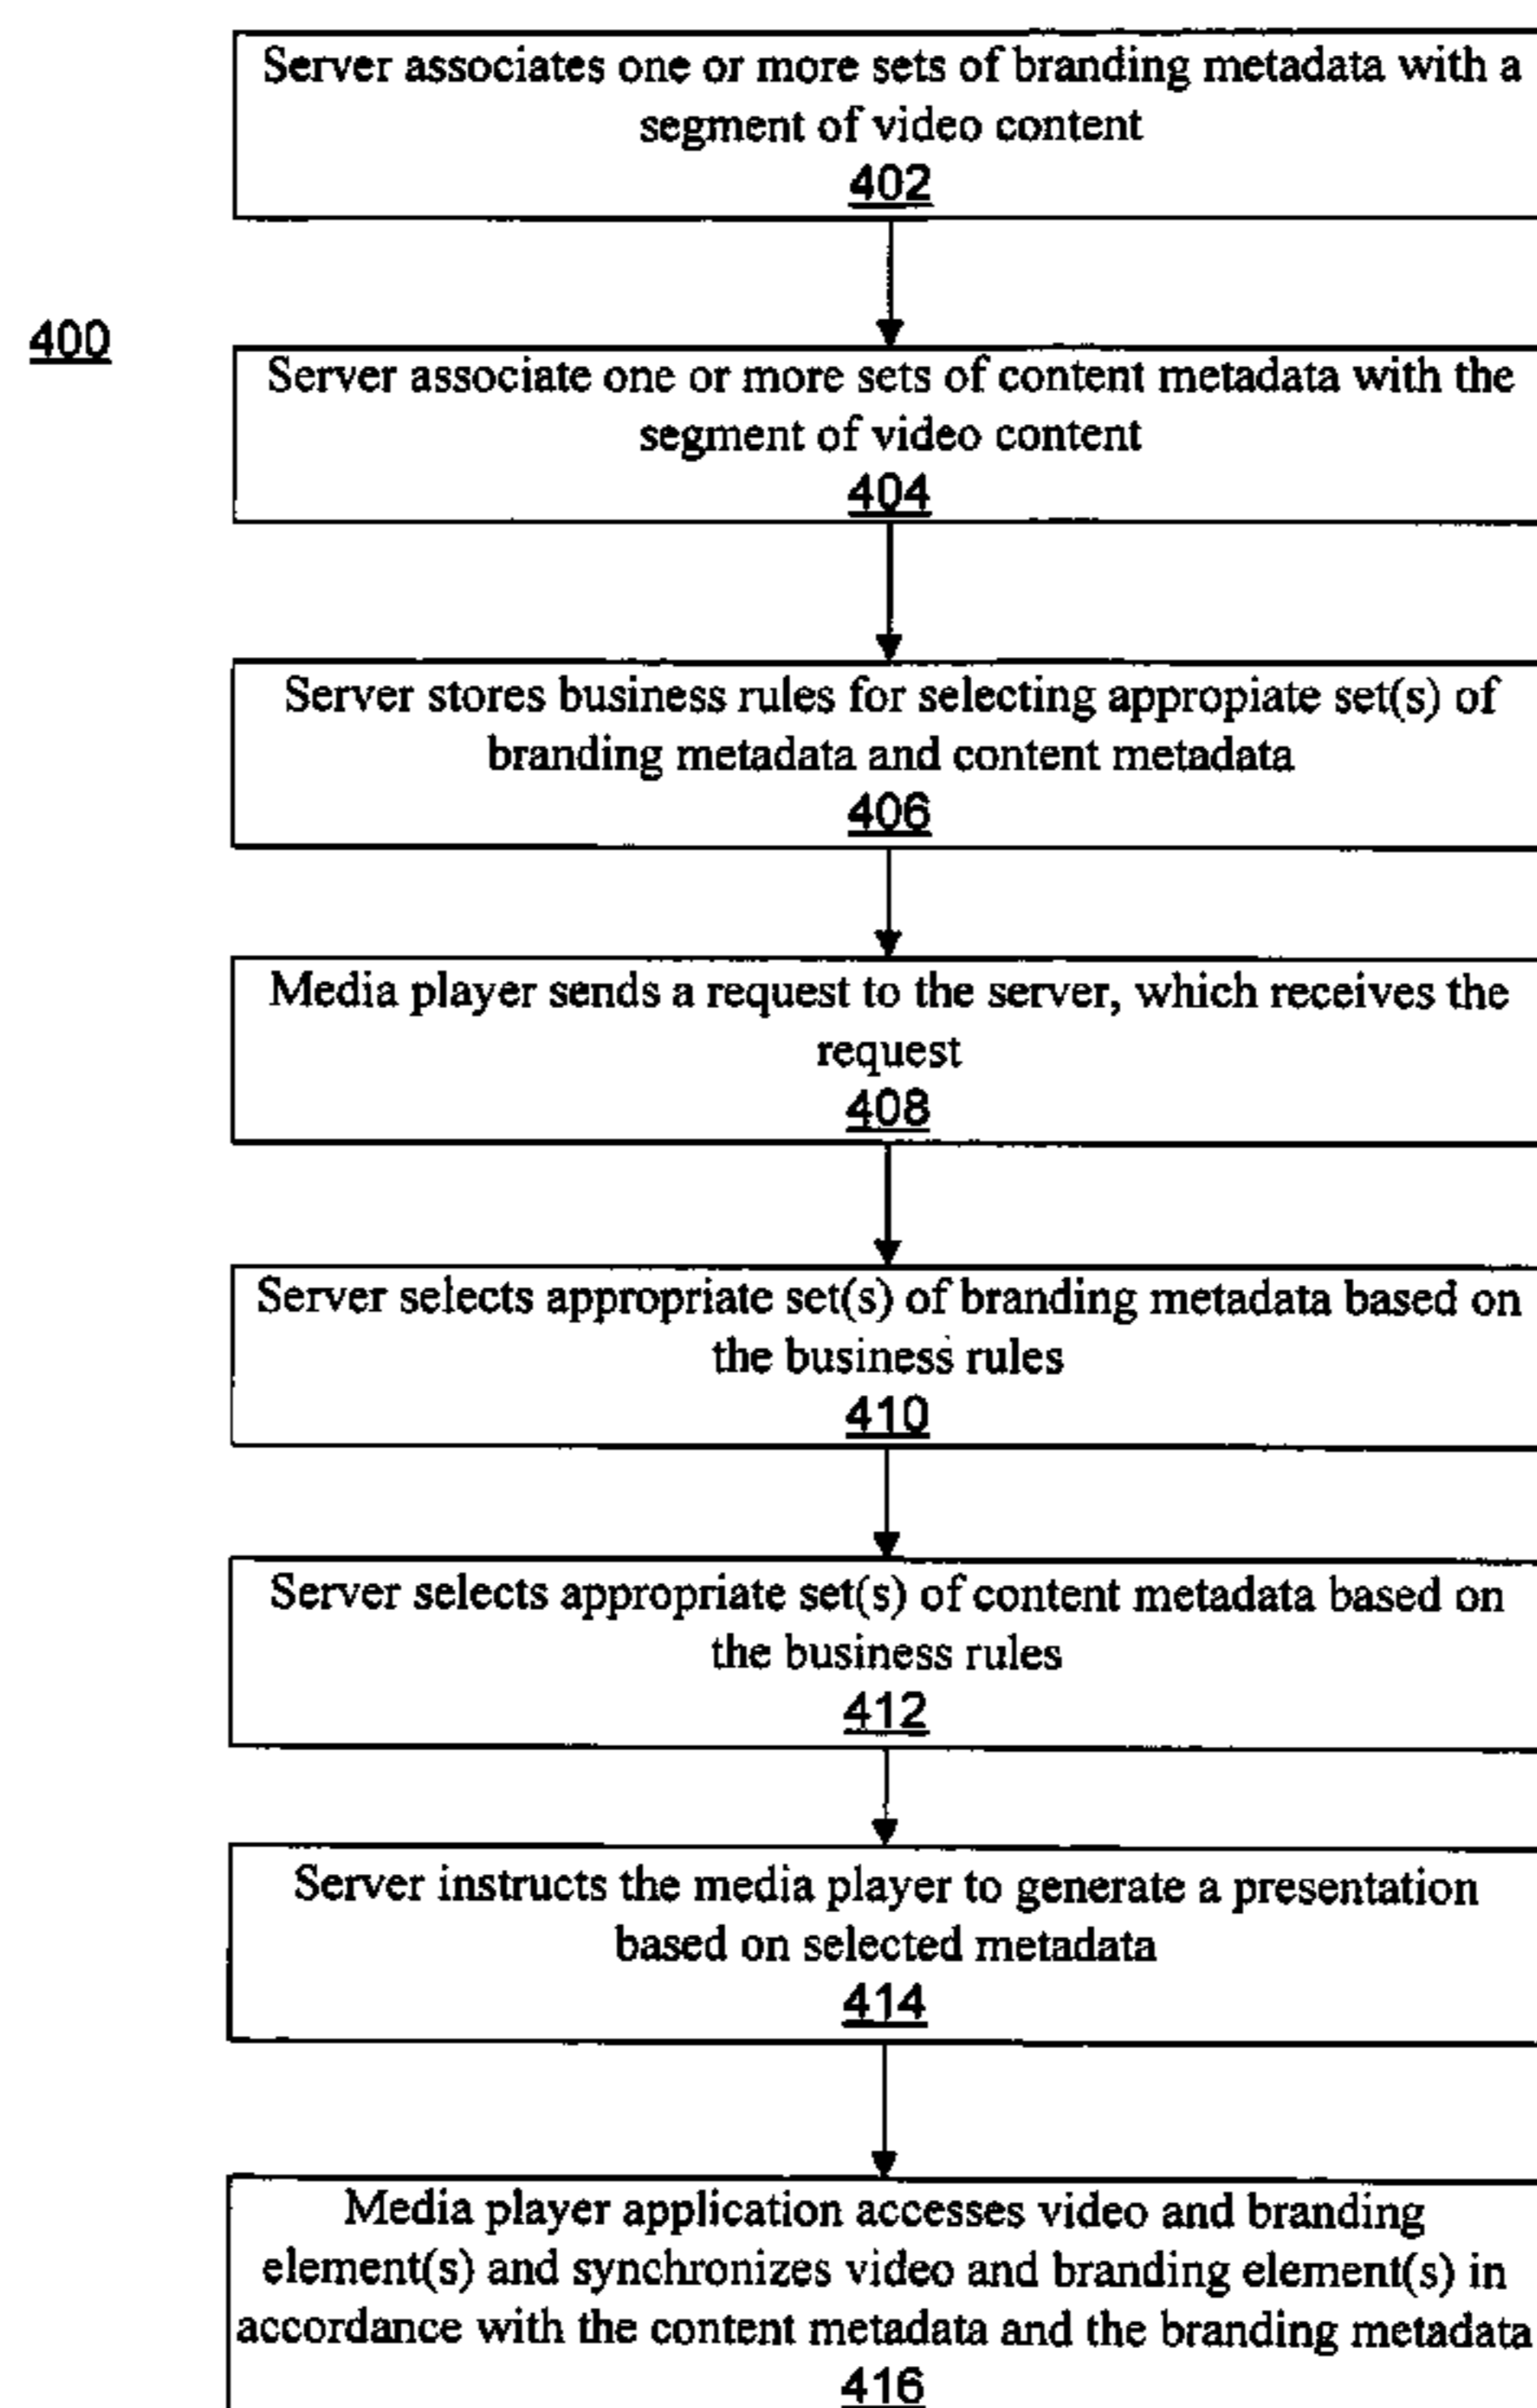 Server associates one or more sets of branding metadata with a
segment of video content
402
400
Server associate one or more sets of content metadata with the
segment of video content
404
Server stores business rules for selecting appropiate set(s) of
branding metadata and content metadata
406
Media player sends a request to the server, which receives the
request
408
Server selects appropriate set(s) of branding metadata based on
the business rules
410
Server selects appropriate set(s) of content metadata based on
the business rules
412
Server instructs the media player to generate a presentation
based on selected metadata
414
Media player application accesses video and branding
element(s) and synchronizes video and branding element(s) in
accordance with the content metadata and the branding metadata
416